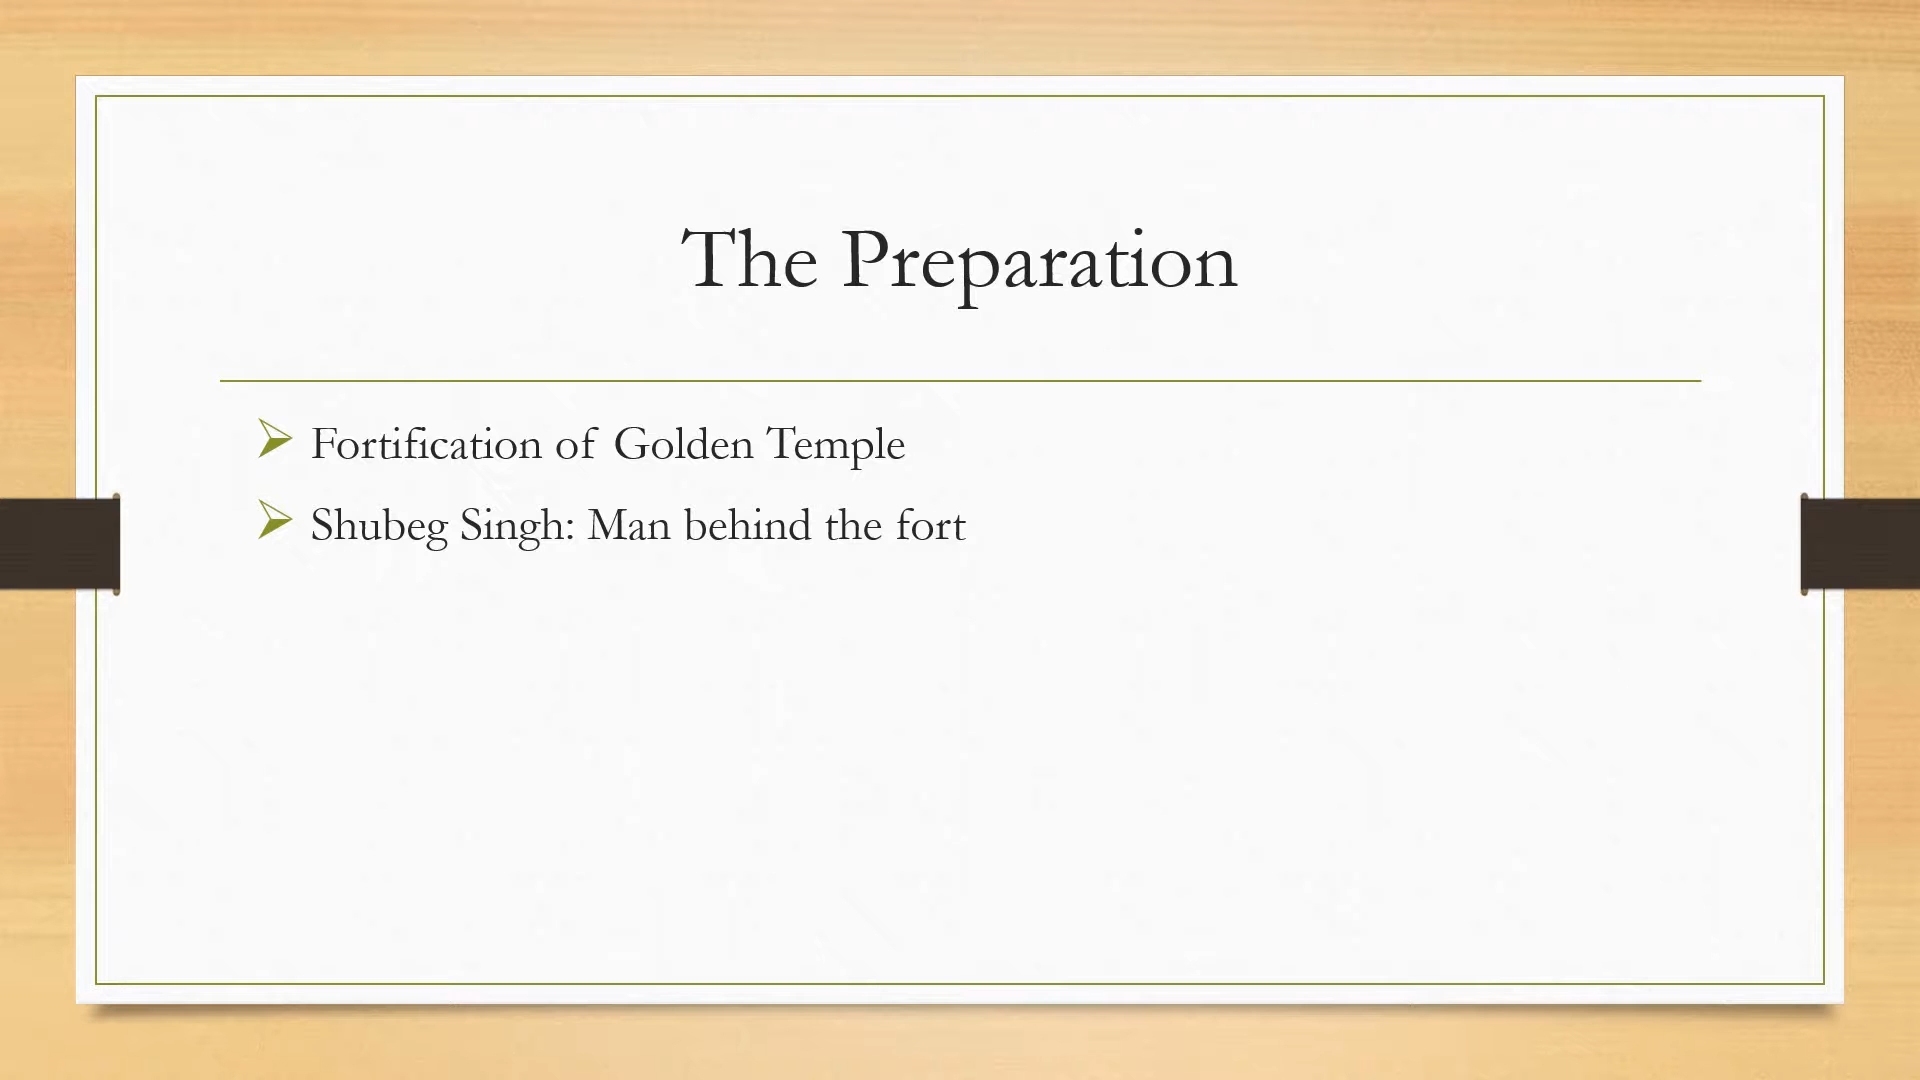 The Preparation
Fortification of Golden Temple
Shubeg Singh: Man behind the fort